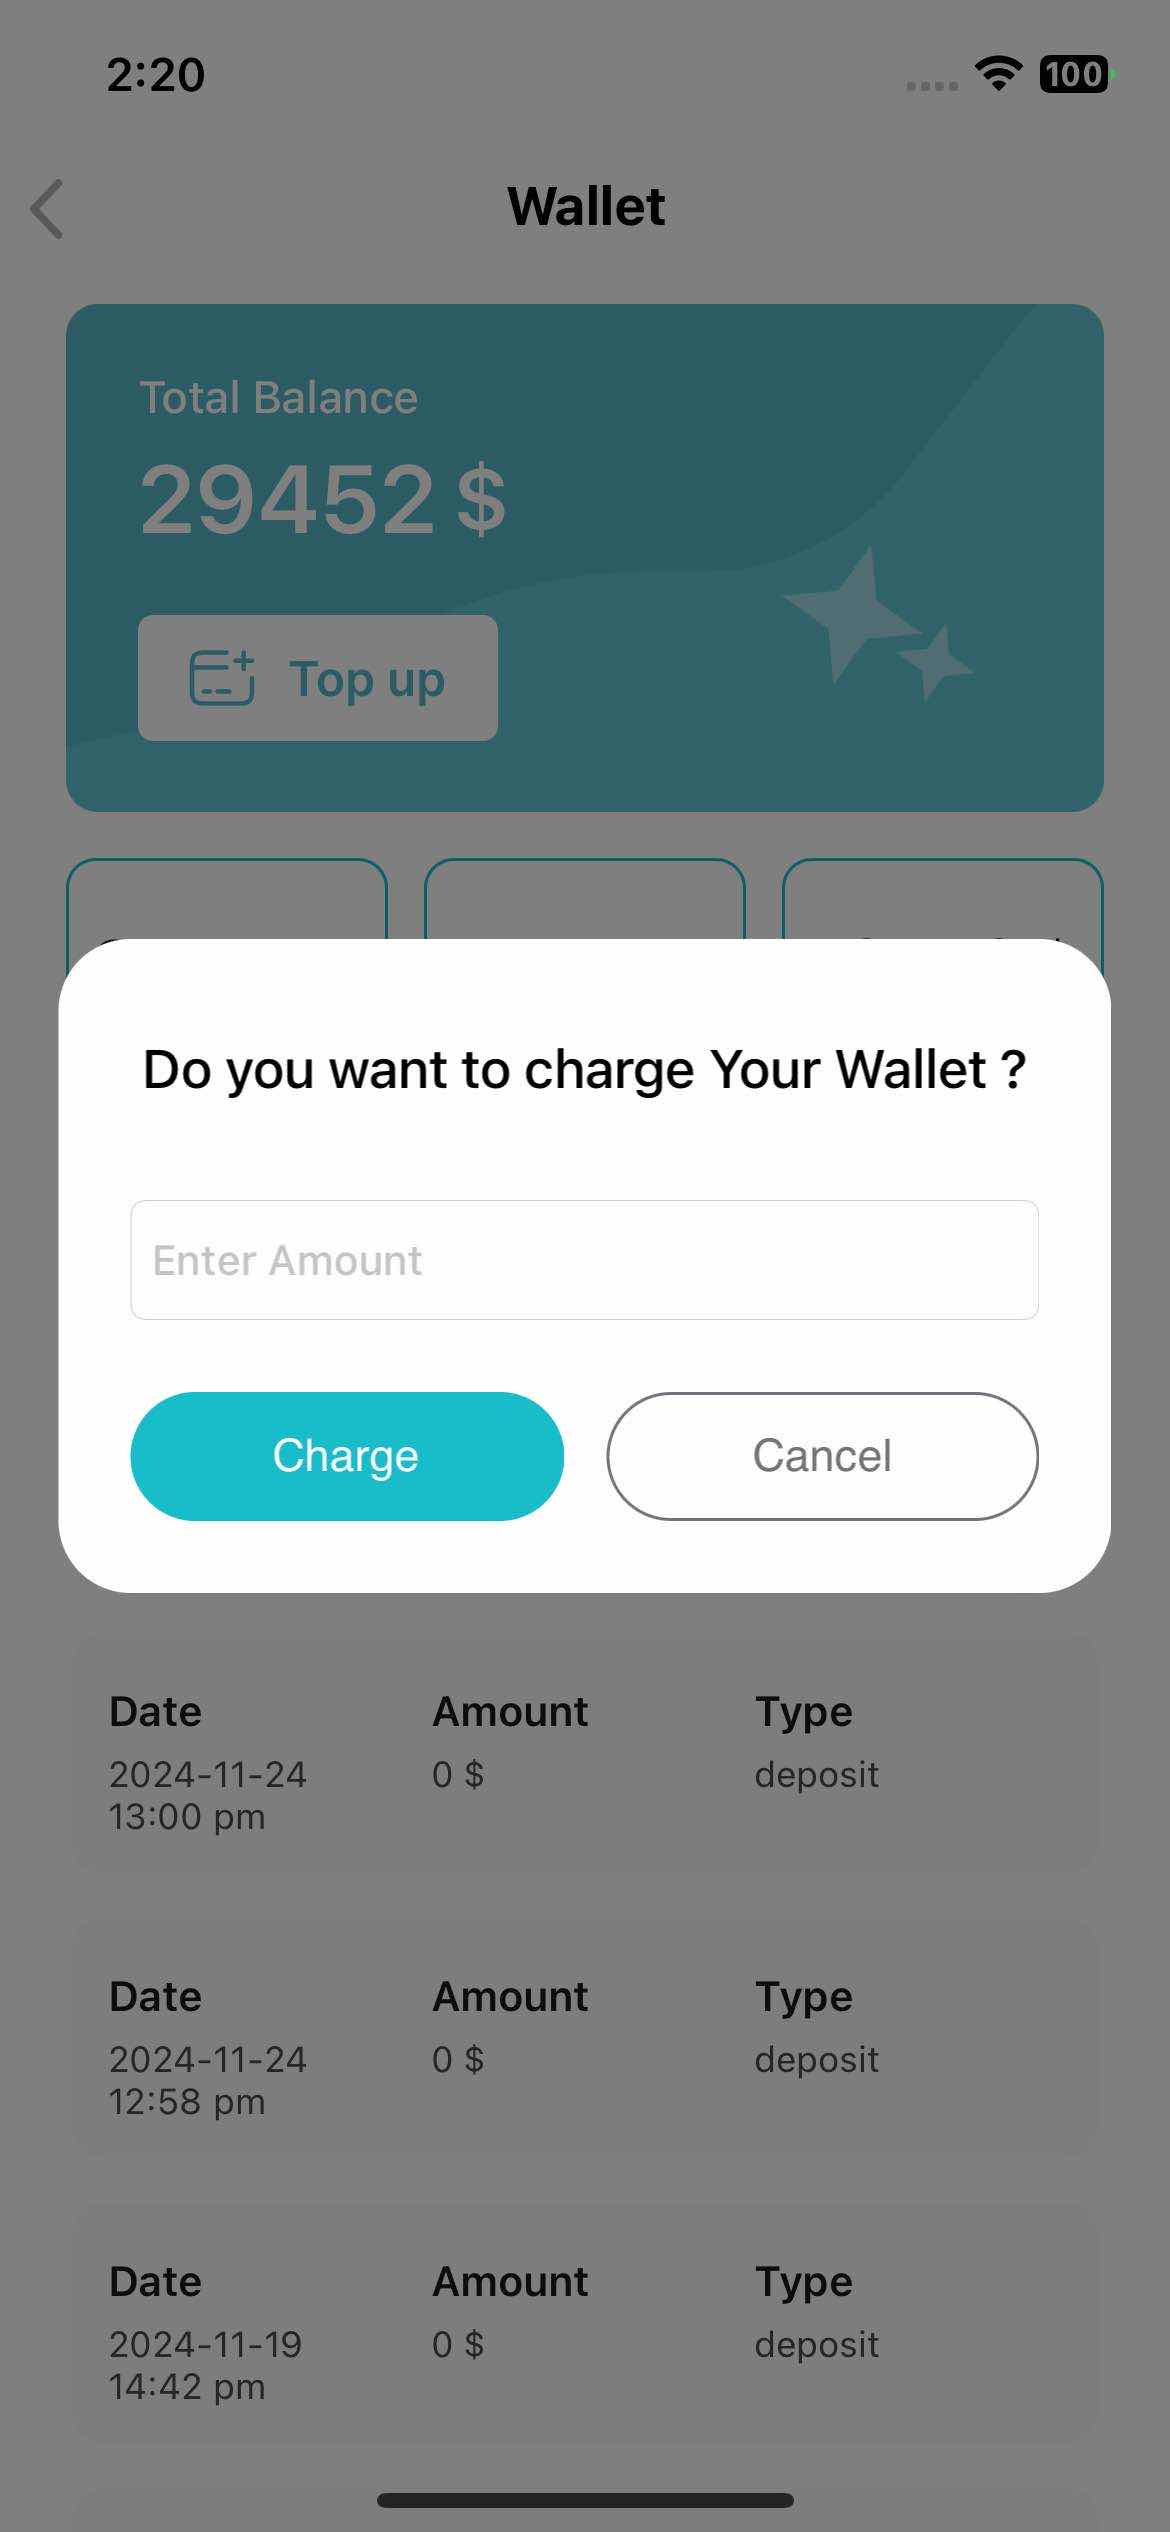 2:20
100
Wallet
Total Balance
29452 $
Top up
Do you want to charge Your Wallet ?
Enter Amount
Charge
Cancel
Date
Amount
Type
2024-11-24
13:00 pm
0 $
deposit
Date
Amount
Type
2024-11-24
12:58 pm
0 $
deposit
Date
Amount
Type
2024-11-19
14:42 pm
0 $
deposit